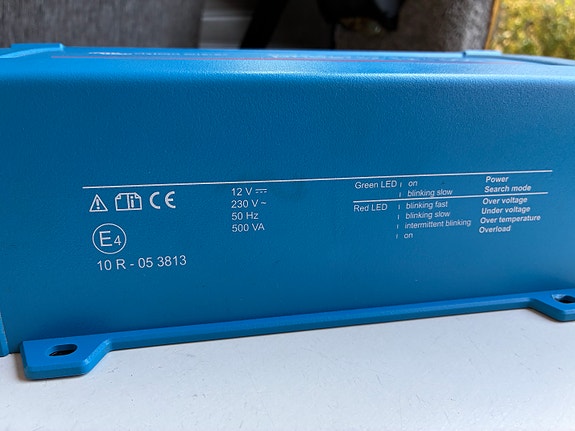 CE
12 V
230 V ~
50 Hz
500 VA
E4
10 R - 05 3813
Green LED on Power
blinking slow Search mode
Red LED blinking fast Over voltage
blinking slow Under voltage
intermittent blinking Over temperature
on Overload